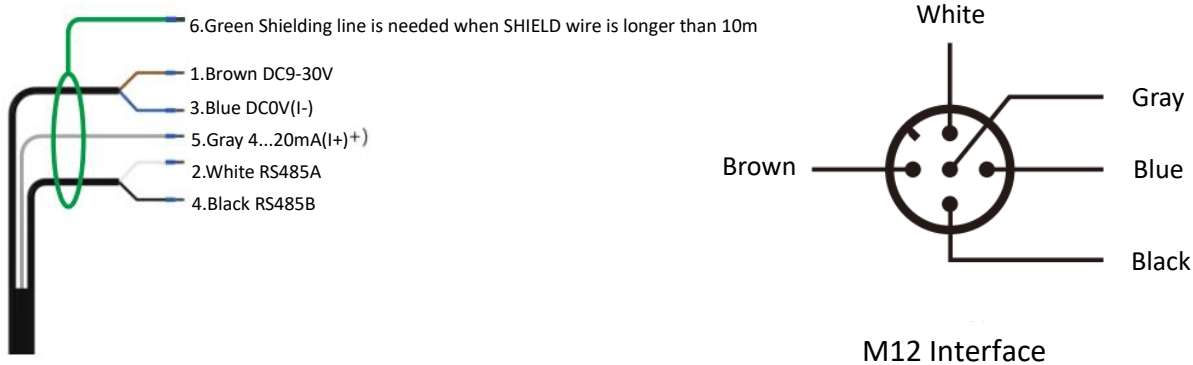 6.Green Shielding line is needed when SHIELD wire is longer than 10m
1.Brown DC9-30V
3.Blue DC0V(I-)
5.Gray 4...20mA(I+)+)
2.White RS485A
4.Black RS485B
White
Gray
Brown
Blue
Black
M12 Interface